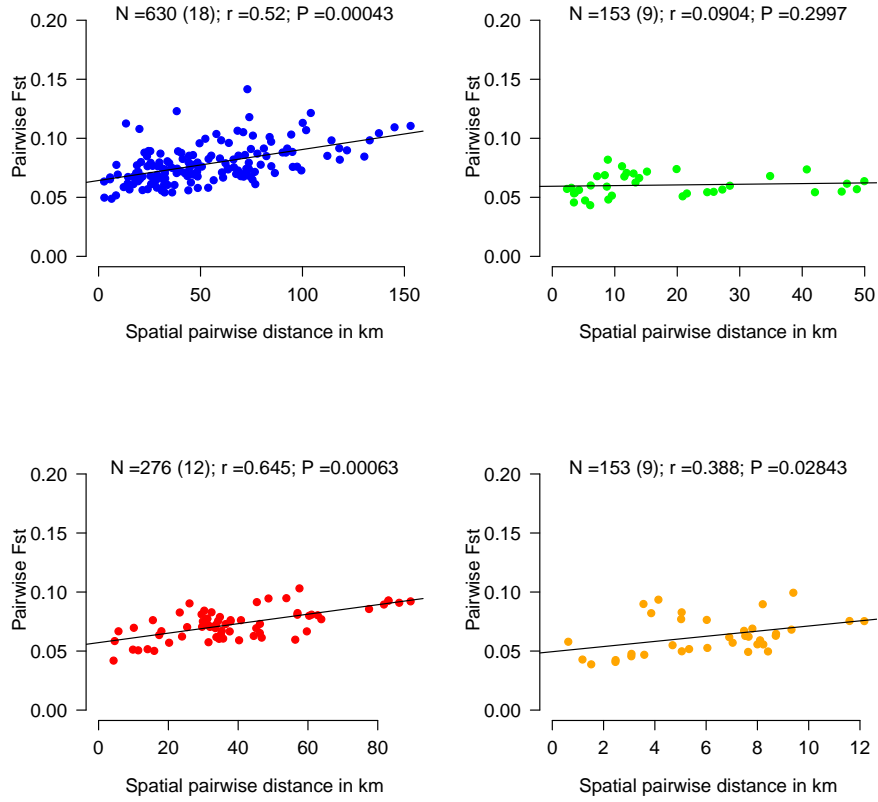 N =630 (18); r =0.52; P =0.00043
Pairwise Fst
0.20
0.15
0.10
0.05
0.00
0 50 100 150
Spatial pairwise distance in km
N =153 (9); r =0.0904; P =0.2997
Pairwise Fst
0.20
0.15
0.10
0.05
0.00
0 10 20 30 40 50
Spatial pairwise distance in km
N =276 (12); r =0.645; P =0.00063
Pairwise Fst
0.20
0.15
0.10
0.05
0.00
0 20 40 60 80
Spatial pairwise distance in km
N =153 (9); r =0.388; P =0.02843
Pairwise Fst
0.20
0.15
0.10
0.05
0.00
0 2 4 6 8 10 12
Spatial pairwise distance in km